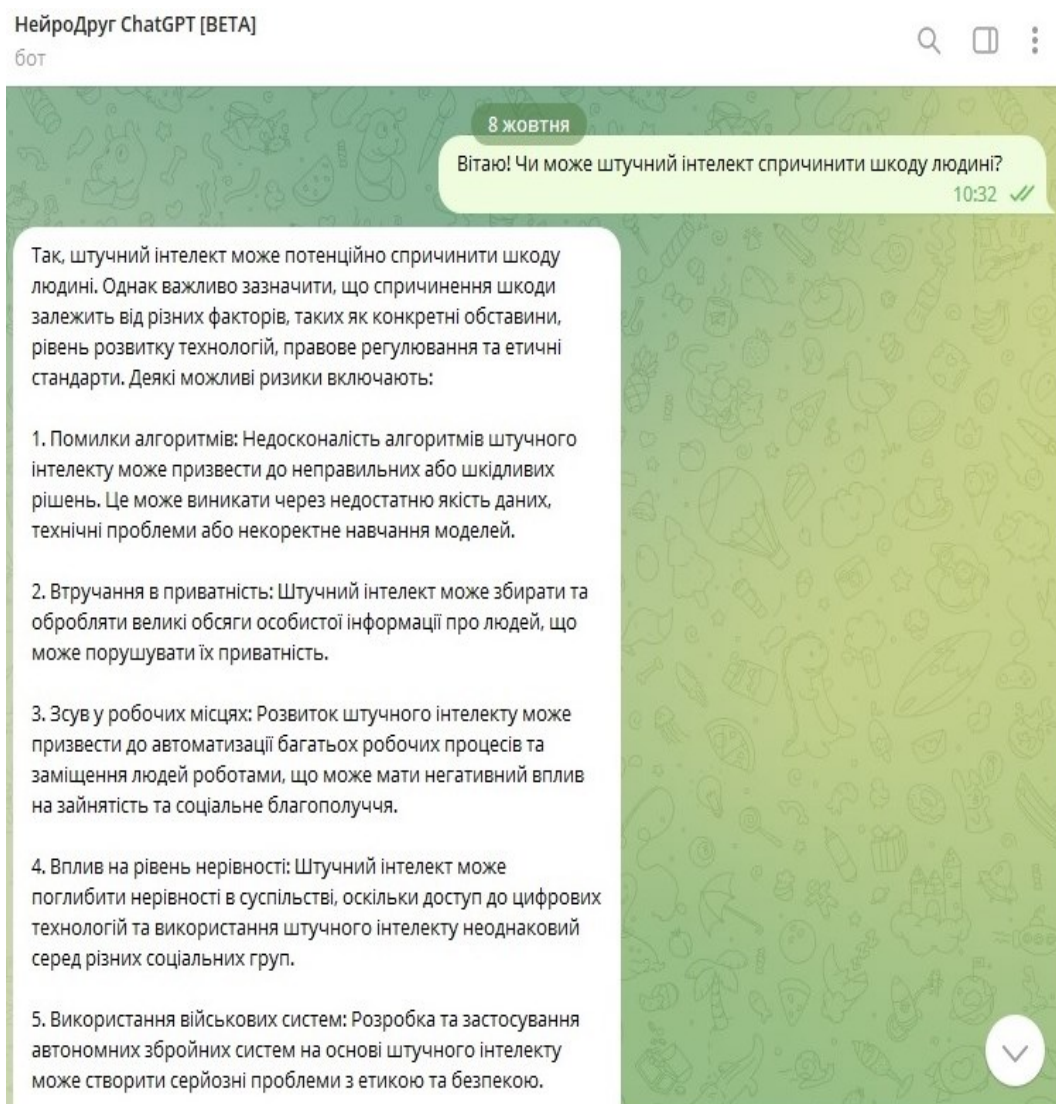 НейроДруг ChatGPT [BETA]
бот
8 жовтня
Вітаю! Чи може штучний інтелект спричинити шкоду людині?
10:32
Так, штучний інтелект може потенційно спричинити шкоду
людині. Однак важливо зазначити, що спричинення шкоди
залежить від різних факторів, таких як конкретні обставини,
рівень розвитку технологій, правове регулювання та етичні
стандарти. Деякі можливі ризики включають:
1. Помилки алгоритмів: Недосконалість алгоритмів штучного
інтелекту може призвести до неправильних або шкідливих
рішень. Це може виникати через недостатню якість даних,
технічні проблеми або некоректне навчання моделей.
2. Втручання в приватність: Штучний інтелект може збирати та
обробляти великі обсяги особистої інформації про людей, що
може порушувати їх приватність.
3. Зсув у робочих місцях: Розвиток штучного інтелекту може
призвести до автоматизації багатьох робочих процесів та
заміщення людей роботами, що може мати негативний вплив
на зайнятість та соціальне благополуччя.
4. Вплив на рівень нерівності: Штучний інтелект може
поглибити нерівності в суспільстві, оскільки доступ до цифрових
технологій та використання штучного інтелекту неоднаковий
серед різних соціальних груп.
5. Використання військових систем: Розробка та застосування
автономних збройних систем на основі штучного інтелекту
може створити серйозні проблеми з етикою та безпекою.